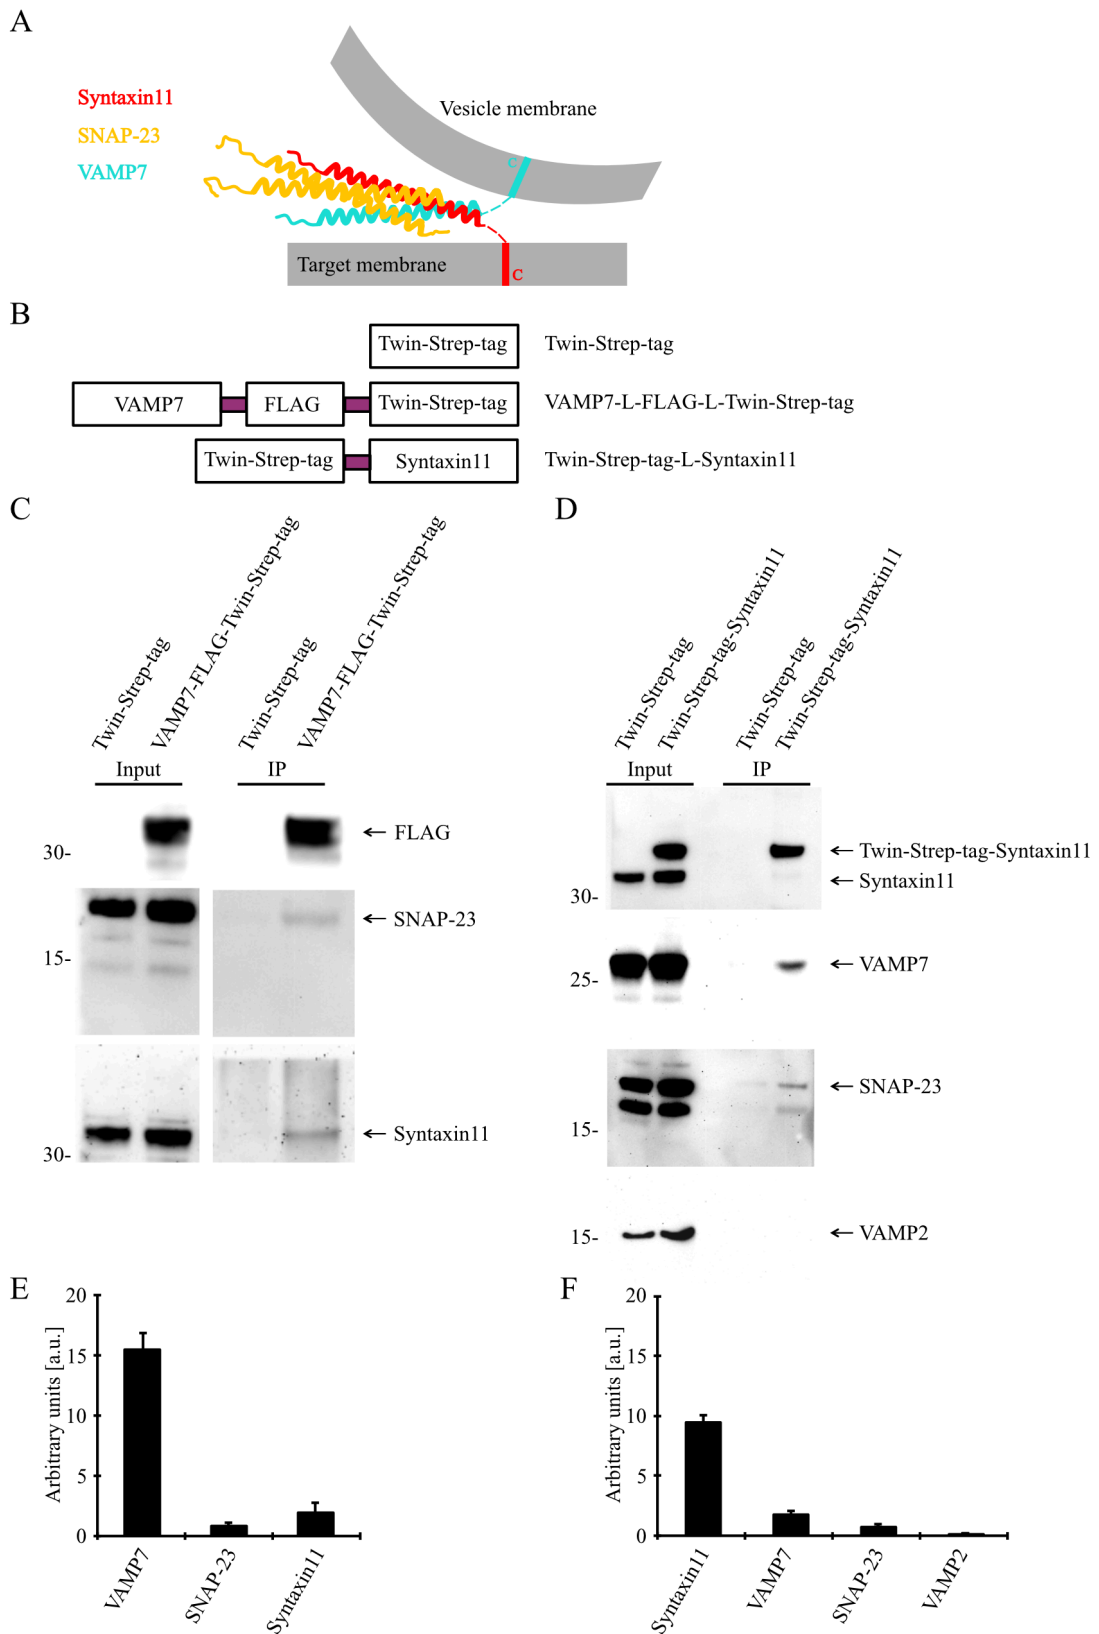 A
Syntaxin11
SNAP-23
VAMP7
Vesicle membrane
C
Target membrane
C
B
Twin-Strep-tag
Twin-Strep-tag
VAMP7
FLAG
Twin-Strep-tag
VAMP7-L-FLAG-L-Twin-Strep-tag
Twin-Strep-tag
Syntaxin11
Twin-Strep-tag-L-Syntaxin11
C
Twin-Strep-tag
VAMP7-FLAG-Twin-Strep-tag
Twin-Strep-tag
VAMP7-FLAG-Twin-Strep-tag
Input
IP
30-
FLAG
SNAP-23
15-
Syntaxin11
30-
D
Twin-Strep-tag
Twin-Strep-tag-Syntaxin11
Twin-Strep-tag
Twin-Strep-tag-Syntaxin11
Input
IP
Twin-Strep-tag-Syntaxin11
Syntaxin11
30-
VAMP7
25-
SNAP-23
15-
15-
VAMP2
E
Arbitrary units [a.u.]
20
15
10
5
0
VAMP7
SNAP-23
Syntaxin11
F
Arbitrary units [a.u.]
20
15
10
5
0
Syntaxin11
VAMP7
SNAP-23
VAMP2